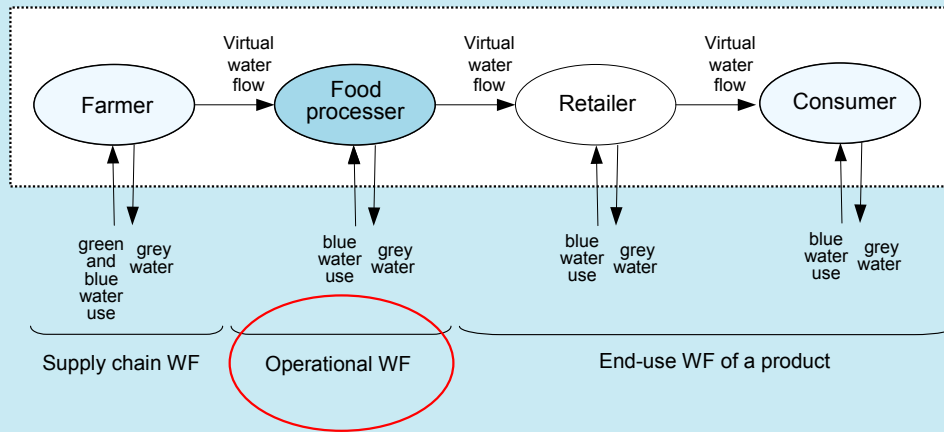 Virtual
water
flow
Virtual
water
flow
Virtual
water
flow
Farmer
Food
processer
Retailer
Consumer
green
and
blue
water
use
grey
water
blue
water
use
grey
water
blue
water
use
grey
water
blue
water
use
grey
water
Supply chain WF
Operational WF
End-use WF of a product